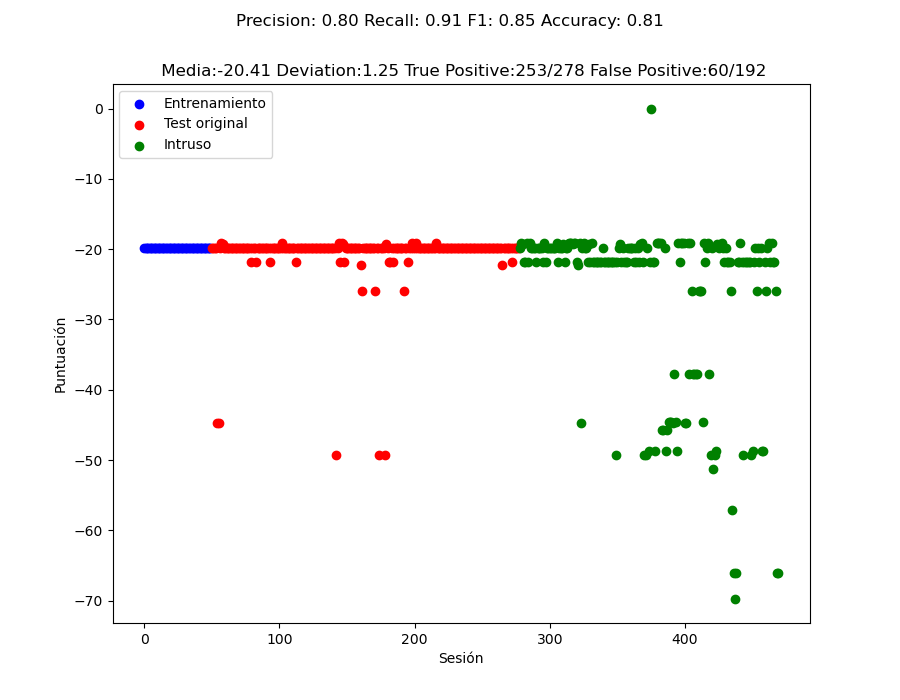 Precision: 0.80 Recall: 0.91 F1: 0.85 Accuracy: 0.81
Media:-20.41 Deviation:1.25 True Positive:253/278 False Positive:60/192
Entrenamiento
Test original
Intruso
0
−10
−20
−30
−40
−50
−60
−70
Puntuación
0 100 200 300 400
Sesión